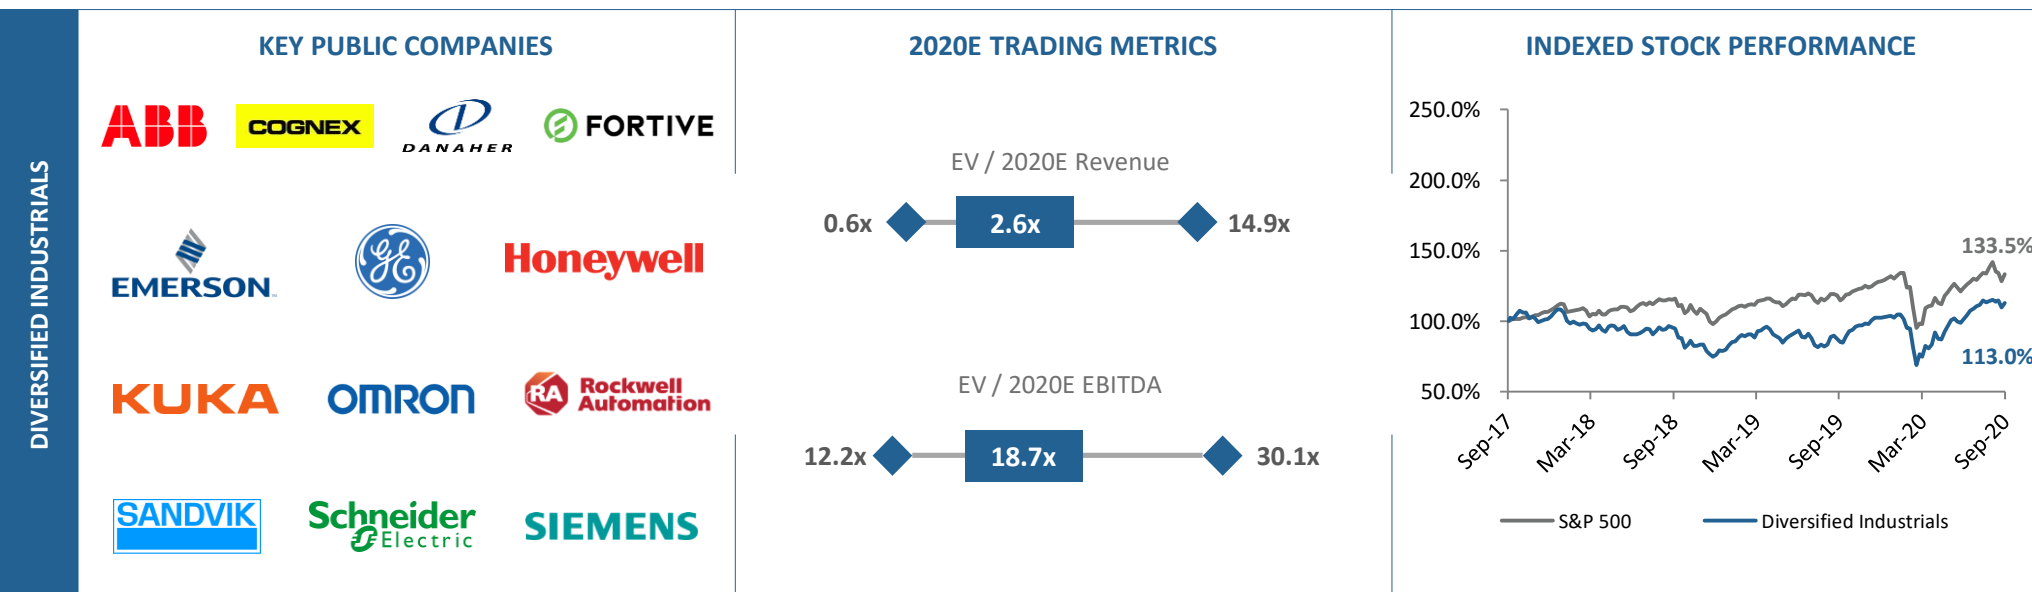 DIVERSIFIED INDUSTRIALS
KEY PUBLIC COMPANIES
ABB
COGNEX
DANAHER
FORTIVE
EMERSON
GE
Honeywell
KUKA
OMRON
RA
Rockwell
Automation
SANDVIK
Schneider
Electric
SIEMENS
2020E TRADING METRICS
EV / 2020E Revenue
0.6x 2.6x 14.9x
EV / 2020E EBITDA
12.2x 18.7x 30.1x
INDEXED STOCK PERFORMANCE
250.0%
200.0%
150.0%
100.0%
50.0%
133.5%
113.0%
Sep-17 Mar-18 Sep-18 Mar-19 Sep-19 Mar-20 Sep-20
S&P 500 Diversified Industrials